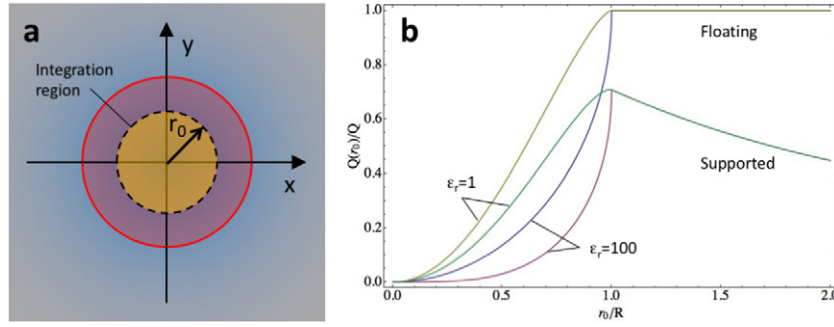 a
y
Integration
region
r₀
x
b
Q(r₀)/Q
1.0
0.8
0.6
0.4
0.2
0.0
Floating
Supported
εᵣ=1
εᵣ=100
0.0
0.5
1.0
1.5
2.0
r₀/R